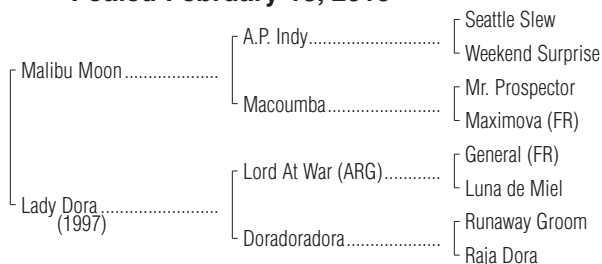 Foaled February
Seattle Slew
A.P. Indy
Weekend Surprise
Malibu Moon
Mr. Prospector
Macoumba
Maximova (FR)
General (FR)
Lord At War (ARG)
Luna de Miel
Lady Dora
(1997)
Runaway Groom
Doradoradora
Raja Dora